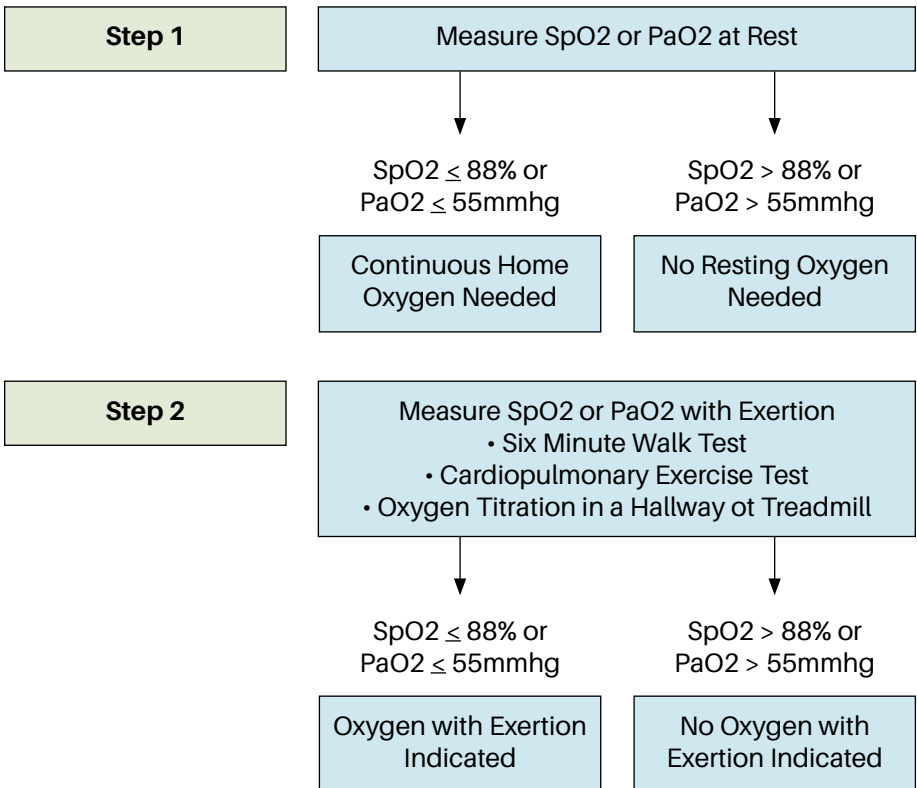 Step 1
Measure SpO2 or PaO2 at Rest
SpO2 ≤ 88% or
PaO2 ≤ 55mmhg
SpO2 > 88% or
PaO2 > 55mmhg
Continuous Home
Oxygen Needed
No Resting Oxygen
Needed
Step 2
Measure SpO2 or PaO2 with Exertion
• Six Minute Walk Test
• Cardiopulmonary Exercise Test
• Oxygen Titration in a Hallway ot Treadmill
SpO2 ≤ 88% or
PaO2 ≤ 55mmhg
SpO2 > 88% or
PaO2 > 55mmhg
Oxygen with Exertion
Indicated
No Oxygen with
Exertion Indicated